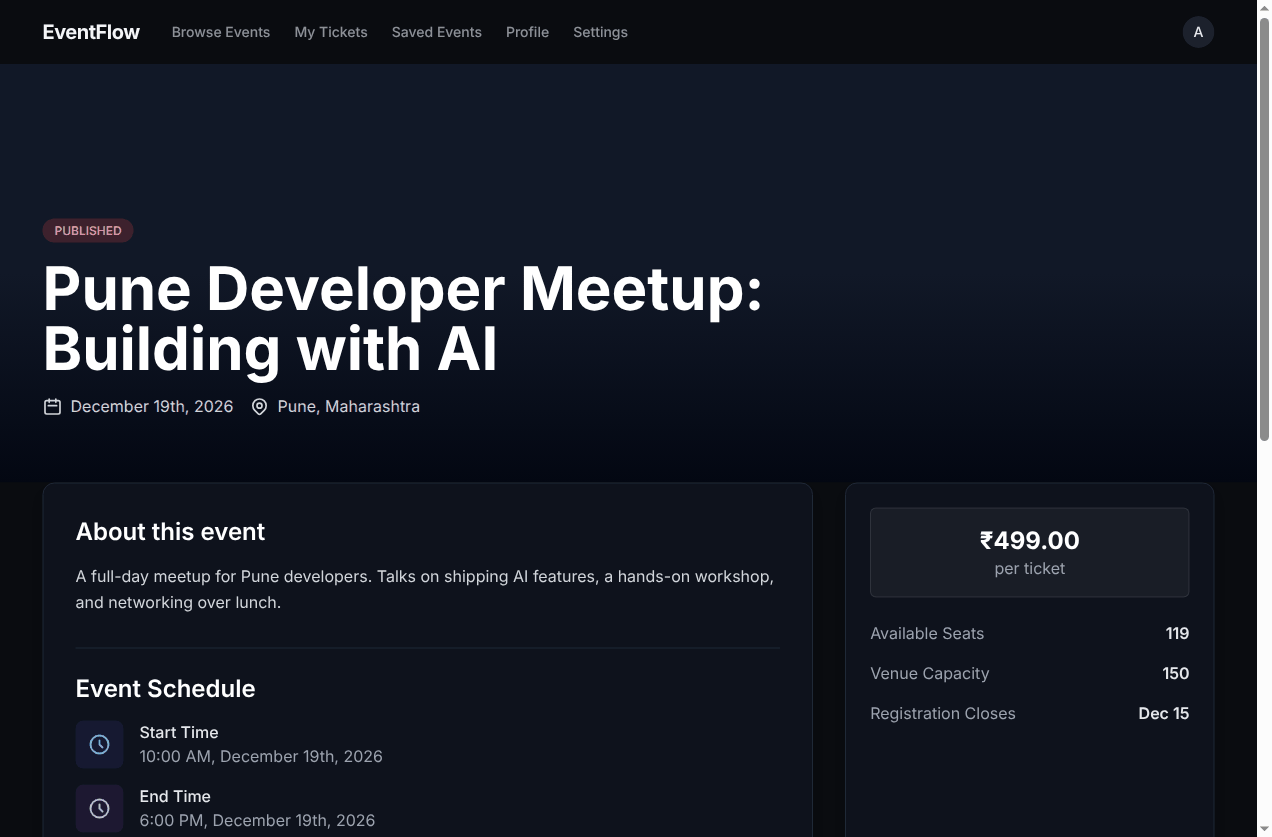 EventFlow
Browse Events
My Tickets
Saved Events
Profile
Settings
A
PUBLISHED
Pune Developer Meetup:
Building with AI
December 19th, 2026
Pune, Maharashtra
About this event
A full-day meetup for Pune developers. Talks on shipping AI features, a hands-on workshop,
and networking over lunch.
Event Schedule
Start Time
10:00 AM, December 19th, 2026
End Time
6:00 PM, December 19th, 2026
₹499.00
per ticket
Available Seats 119
Venue Capacity 150
Registration Closes Dec 15